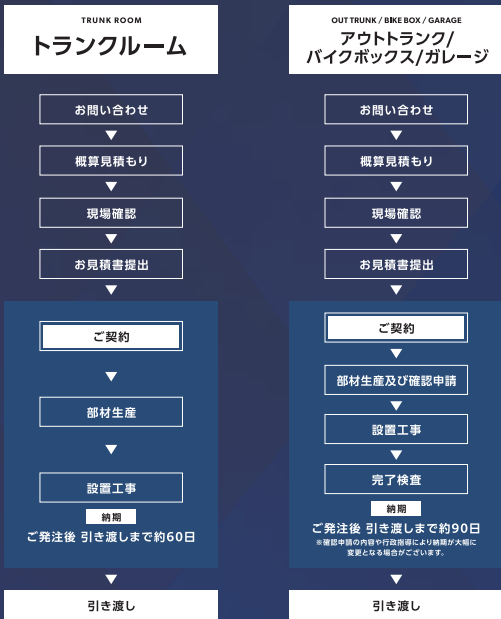 TRUNK ROOM
トランクルーム
お問い合わせ
概算見積もり
現場確認
お見積書提出
ご契約
部材生産
設置工事
納期
ご発注後 引き渡しまで約60日
引き渡し
OUT TRUNK / BIKE BOX / GARAGE
アウトトランク/
バイクボックス/ガレージ
お問い合わせ
概算見積もり
現場確認
お見積書提出
ご契約
部材生産及び確認申請
設置工事
完了検査
納期
ご発注後 引き渡しまで約90日
※確認申請の内容や行政指導により納期が大幅に
変更となる場合がございます。
引き渡し